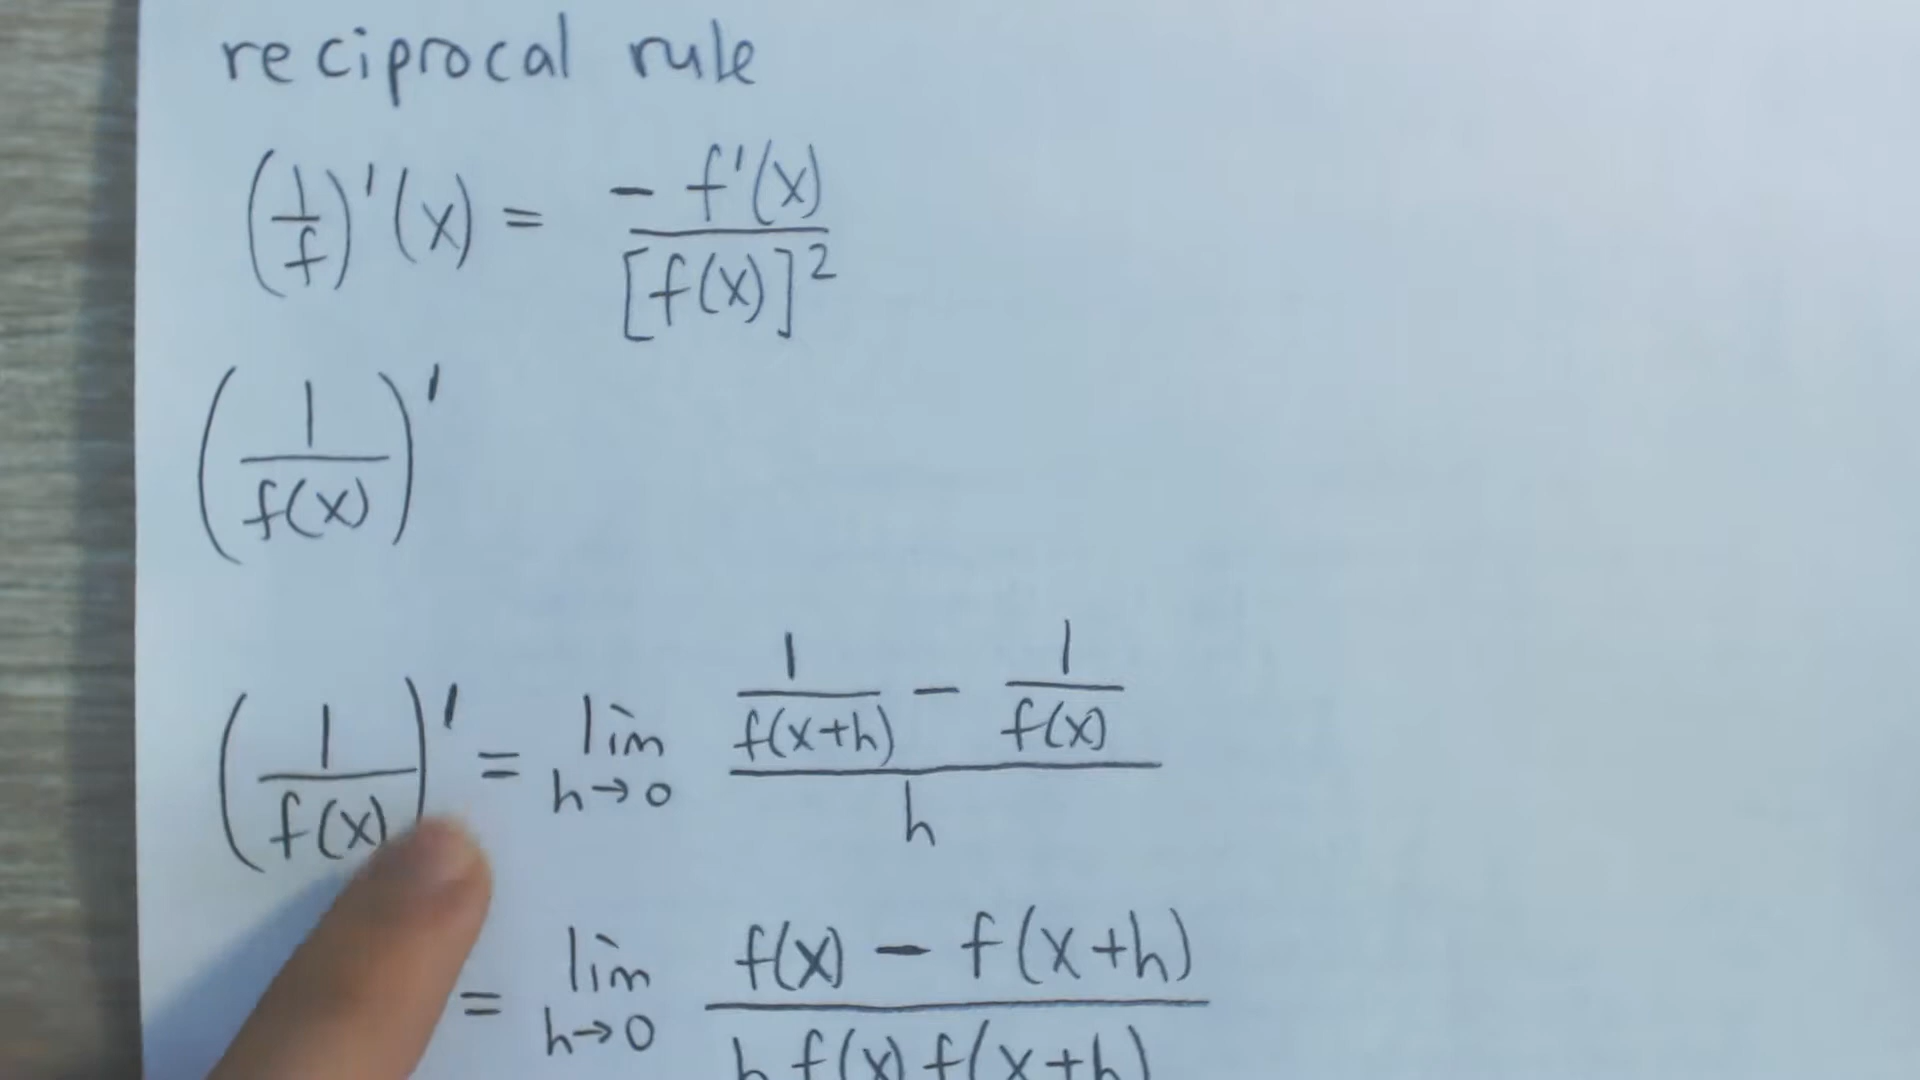 reciprocal rule
(1/f)'(x) = -f'(x)/[f(x)]²
(1/f(x))'
(1/f(x))' = lim h→0 (1/f(x+h) - 1/f(x))/h
= lim h→0 (f(x) - f(x+h))/(h f(x) f(x+h))